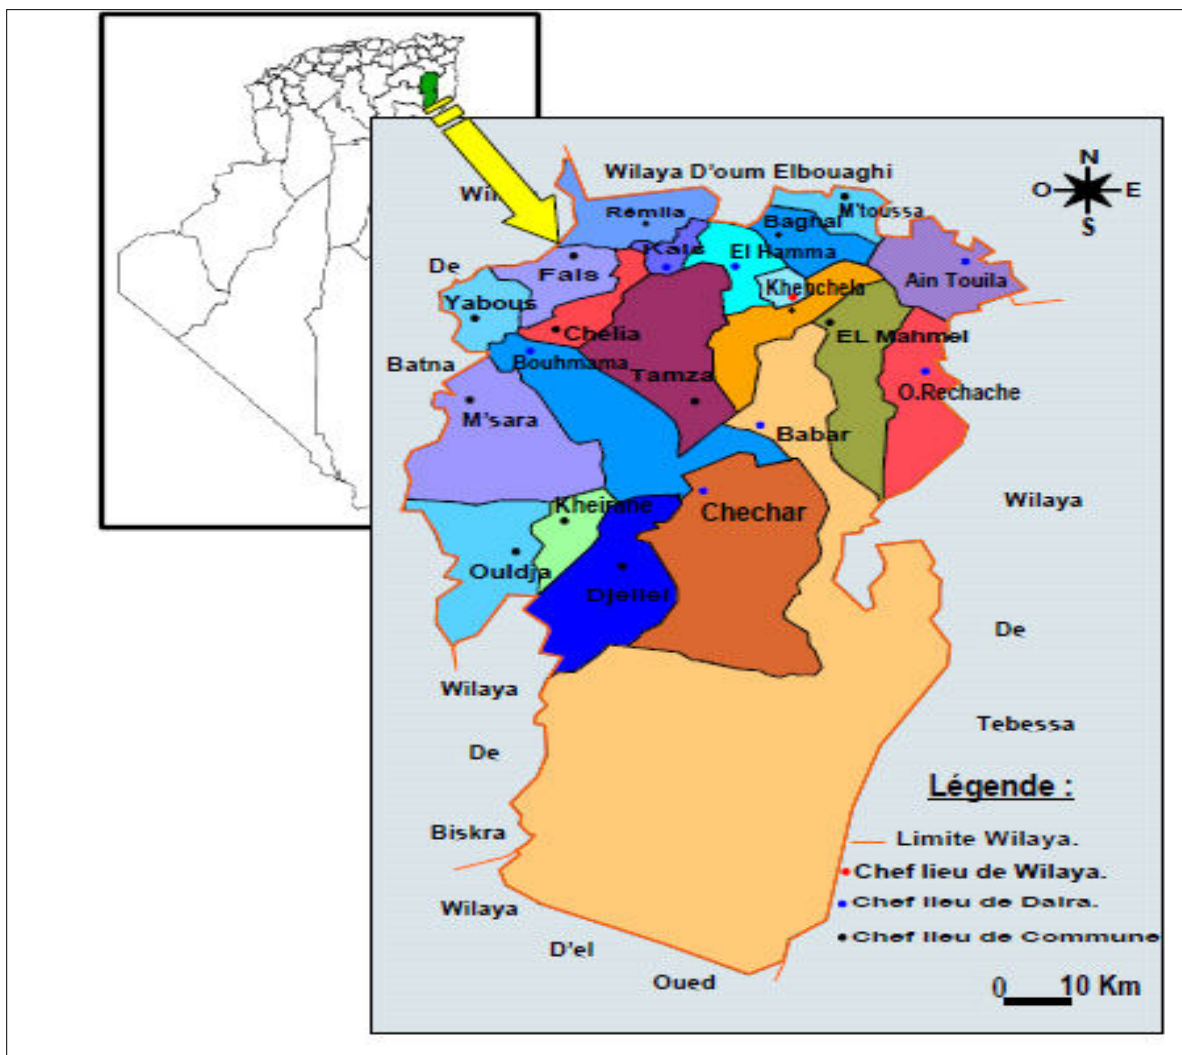 Wilaya D'oum Elbouaghi
N
O
E
S
Rémila
M'toussa
Baghaï
Kais
El Hamma
De
Fais
Ain Touila
Khenchela
Yabous
Chelia
EL Mahmel
Batna
Bouhmama
Tamza
O.Rechache
M'sara
Babar
Wilaya
Kheirane
Chechar
Ouldja
Djellel
De
Wilaya
Tebessa
De
Légende :
Biskra
Limite Wilaya.
Chef lieu de Wilaya.
Chef lieu de Daira.
Wilaya
Chef lieu de Commune
D'el
Oued
0
10 Km